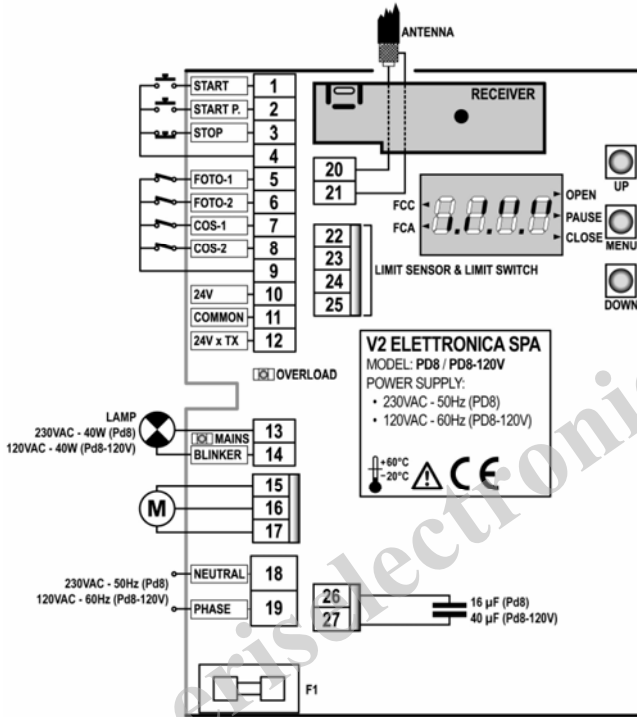 ANTENNA
START 1
START P. 2
STOP 3
4
FOTO-1 5
FOTO-2 6
COS-1 7
COS-2 8
9
24V 10
COMMON 11
24V x TX 12
OVERLOAD
RECEIVER
20
21
FCC
FCA
OPEN
PAUSE
CLOSE
UP
MENU
DOWN
22
23
24
25
LIMIT SENSOR & LIMIT SWITCH
V2 ELETTRONICA SPA
MODEL: PD8 / PD8-120V
POWER SUPPLY:
• 230VAC - 50Hz (PD8)
• 120VAC - 60Hz (PD8-120V)
+60°C
-20°C
CE
LAMP
230VAC - 40W (Pd8)
120VAC - 40W (Pd8-120V)
MAINS 13
BLINKER 14
M
15
16
17
230VAC - 50Hz (Pd8)
120VAC - 60Hz (Pd8-120V)
NEUTRAL 18
PHASE 19
26
27
16 µF (Pd8)
40 µF (Pd8-120V)
F1